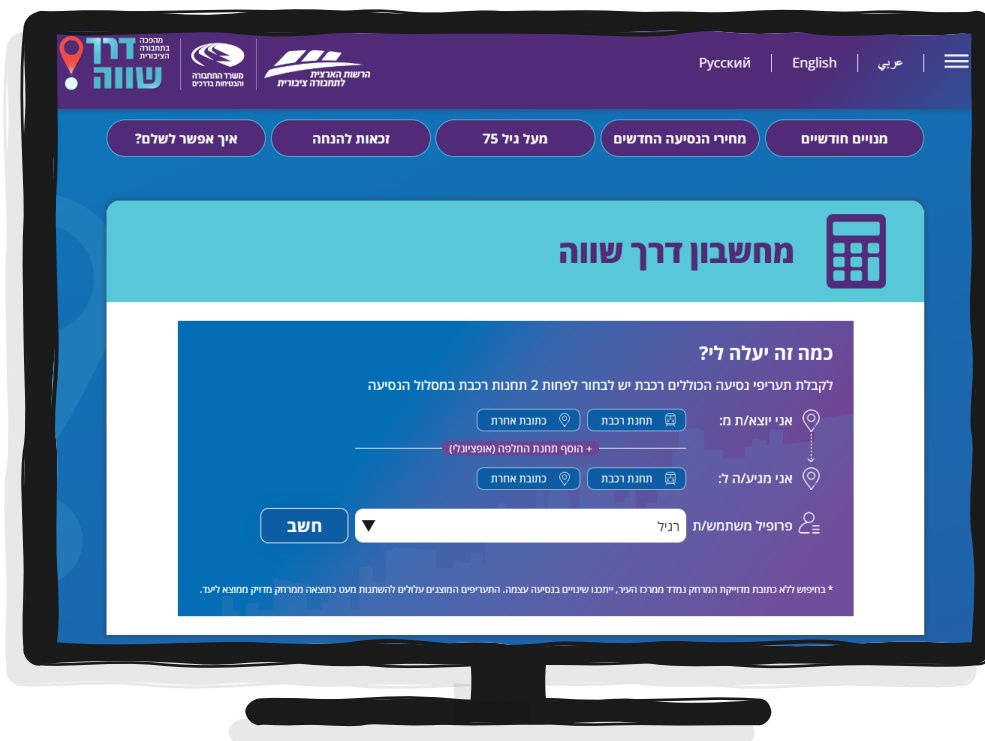 מהפכה
בתחבורה
הציבורית
דרך
שווה
משרד התחבורה
והבטיחות בדרכים
הרשות הארצית
לתחבורה ציבורית
عربي | English | Русский
מנויים חודשיים
מחירי הנסיעה החדשים
מעל גיל 75
זכאות להנחה
איך אפשר לשלם?
מחשבון דרך שווה
כמה זה יעלה לי?
לקבלת תעריפי נסיעה הכוללים רכבת יש לבחור לפחות 2 תחנות רכבת במסלול הנסיעה
אני יוצא/ת מ: תחנת רכבת כתובת אחרת
+ הוסף תחנת החלפה (אופציונלי)
אני מגיע/ה ל: תחנת רכבת כתובת אחרת
פרופיל משתמש/ת רגיל חשב
* בחיפוש ללא כתובת מדוייקת המרחק נמדד ממרכז העיר, ייתכנו שינויים בנסיעה עצמה. התעריפים המוצגים עלולים להשתנות מעט כתוצאה ממרחק מדויק ממוצא ליעד.